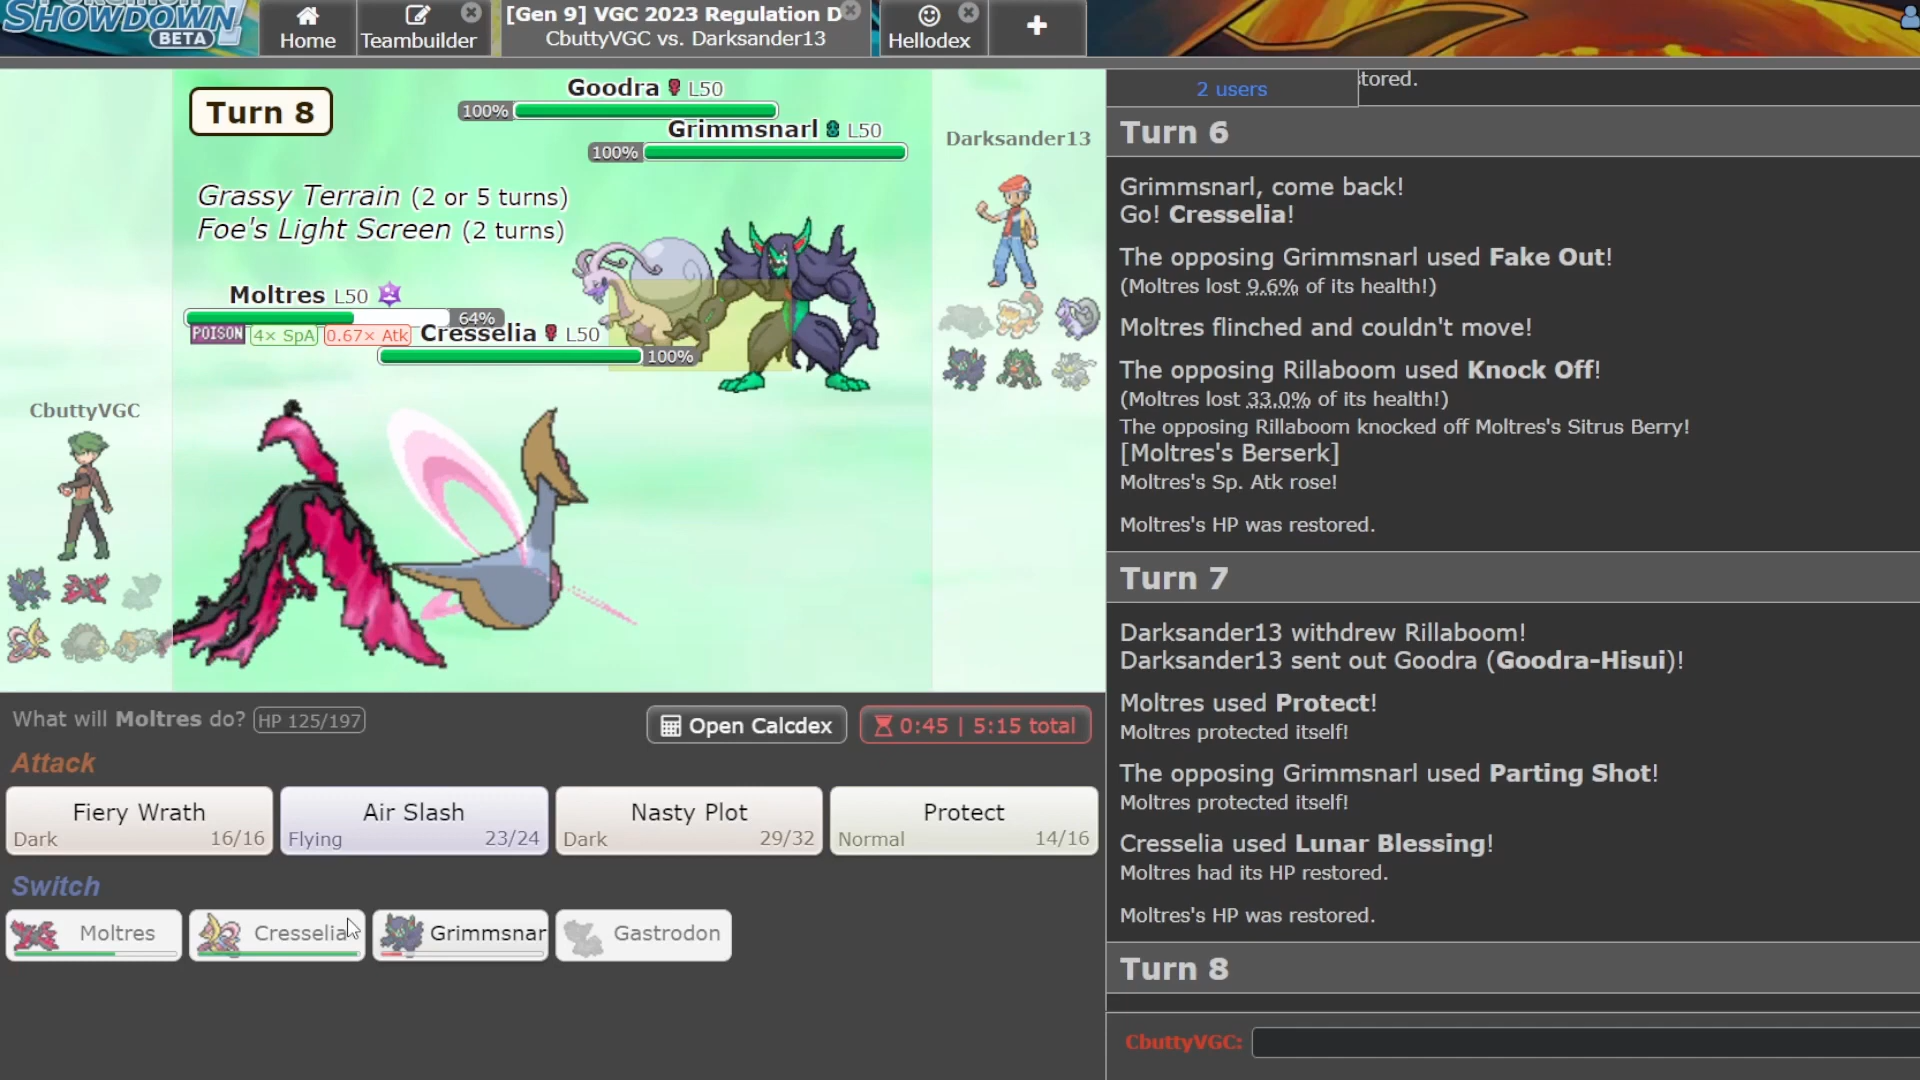 SHOWDOWN
BETA
Home
Teambuilder
[Gen 9] VGC 2023 Regulation D
CbuttyVGC vs. Darksander13
Hellodex
+
Turn 8
Goodra L50
100%
Grimmsnarl L50
100%
Grassy Terrain (2 or 5 turns)
Foe's Light Screen (2 turns)
Moltres L50
64%
POISON 4× SpA 0.67× Atk
Cresselia L50
100%
CbuttyVGC
Darksander13
What will Moltres do? HP 125/197
Open Calcdex
0:45 | 5:15 total
Attack
Fiery Wrath
Dark 16/16
Air Slash
Flying 23/24
Nasty Plot
Dark 29/32
Protect
Normal 14/16
Switch
Moltres
Cresselia
Grimmsnar
Gastrodon
2 users
stored.
Turn 6
Grimmsnarl, come back!
Go! Cresselia!
The opposing Grimmsnarl used Fake Out!
(Moltres lost 9.6% of its health!)
Moltres flinched and couldn't move!
The opposing Rillaboom used Knock Off!
(Moltres lost 33.0% of its health!)
The opposing Rillaboom knocked off Moltres's Sitrus Berry!
[Moltres's Berserk]
Moltres's Sp. Atk rose!
Moltres's HP was restored.
Turn 7
Darksander13 withdrew Rillaboom!
Darksander13 sent out Goodra (Goodra-Hisui)!
Moltres used Protect!
Moltres protected itself!
The opposing Grimmsnarl used Parting Shot!
Moltres protected itself!
Cresselia used Lunar Blessing!
Moltres had its HP restored.
Moltres's HP was restored.
Turn 8
CbuttyVGC: